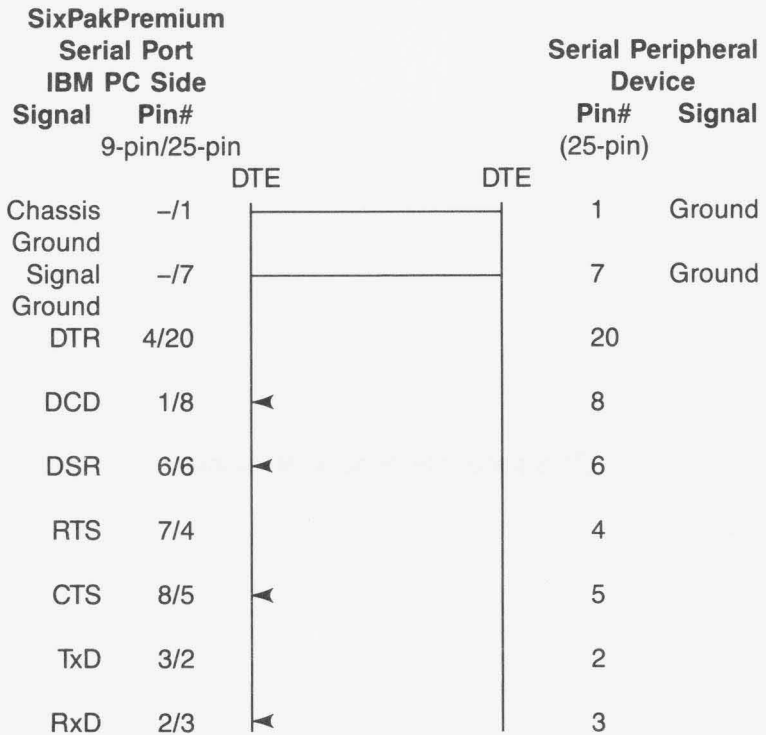 SixPakPremium
Serial Port
IBM PC Side
Signal Pin#
9-pin/25-pin
Serial Peripheral
Device
Pin# Signal
(25-pin)
DTE DTE
Chassis –/1 1 Ground
Ground
Signal –/7 7 Ground
Ground
DTR 4/20 20
DCD 1/8 8
DSR 6/6 6
RTS 7/4 4
CTS 8/5 5
TxD 3/2 2
RxD 2/3 3